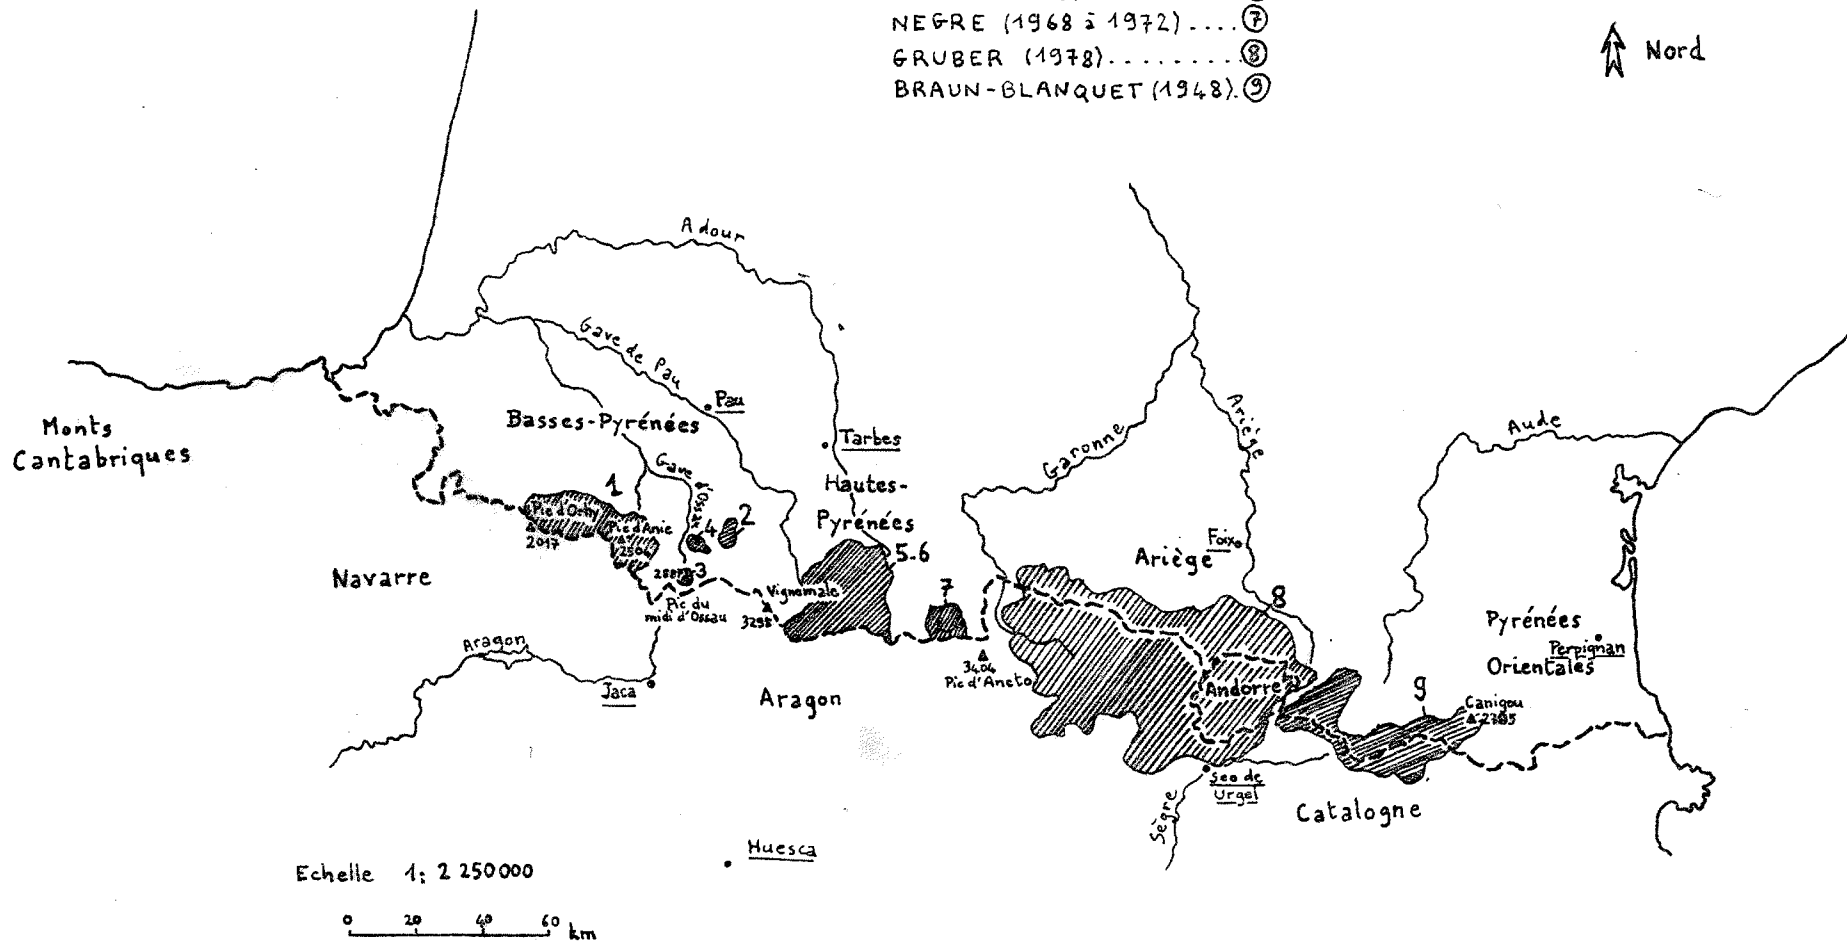 NEGRE (1968 à 1972) .... ⑦
GRUBER (1978) ......... ⑧
BRAUN-BLANQUET (1948). ⑨
Nord
Adour
Gave de Pau
Pau
Basses-Pyrénées
Tarbes
Monts
Cantabriques
Garonne
Ariège
Aude
Gave d'Ossau
Hautes-
Pyrénées
1
2
4
5-6
Pic d'Orhy
2017
Pic d'Anie
2504
3
Pic du
midi d'Ossau
Navarre
Vignemale
3298
7
Foix
Ariège
8
Pyrénées
Orientales
Perpignan
Aragon
Jaca
Aragon
3404
Pic d'Aneto
Andorre
9
Canigou
Seo de
Urgel
Sègre
Catalogne
Huesca
Echelle 1: 2 250000
0 20 40 60 km